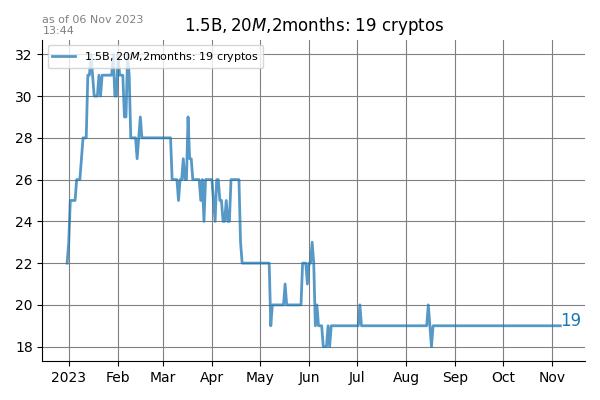 as of 06 Nov 2023
13:44
1.5B, 20M,2months: 19 cryptos
1.5B, 20M,2months: 19 cryptos
32
30
28
26
24
22
20
18
19
2023 Feb Mar Apr May Jun Jul Aug Sep Oct Nov